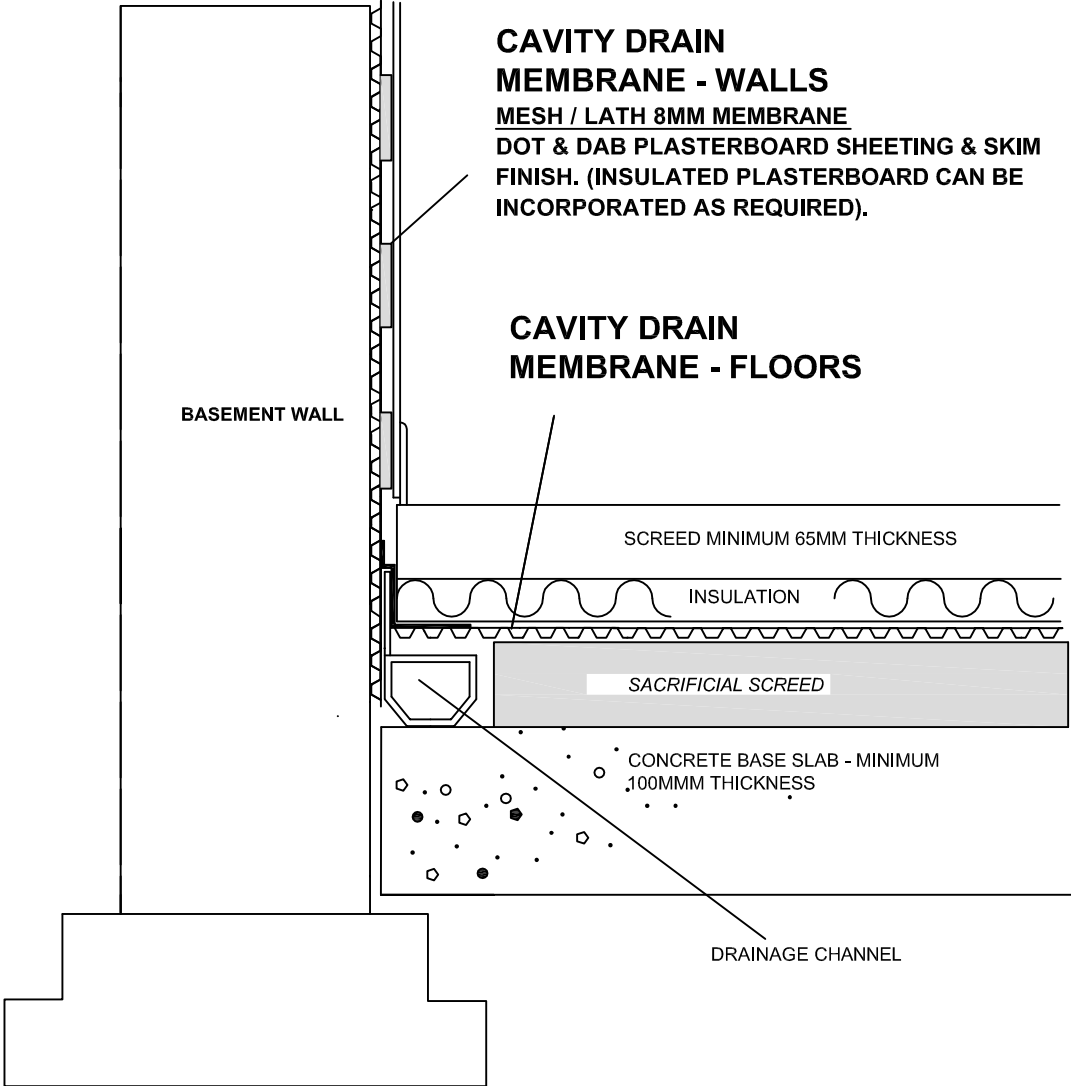 CAVITY DRAIN
MEMBRANE - WALLS
MESH / LATH 8MM MEMBRANE
DOT & DAB PLASTERBOARD SHEETING & SKIM
FINISH. (INSULATED PLASTERBOARD CAN BE
INCORPORATED AS REQUIRED).
CAVITY DRAIN
MEMBRANE - FLOORS
BASEMENT WALL
SCREED MINIMUM 65MM THICKNESS
INSULATION
SACRIFICIAL SCREED
CONCRETE BASE SLAB - MINIMUM
100MMM THICKNESS
DRAINAGE CHANNEL